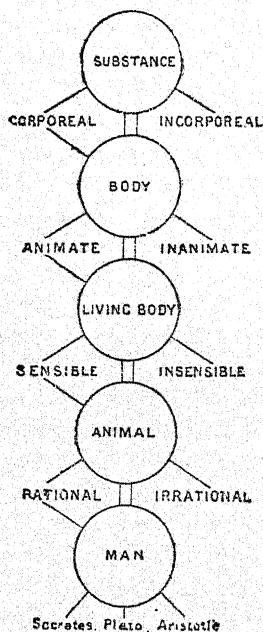 SUBSTANCE
CORPOREAL INCORPOREAL
BODY
ANIMATE INANIMATE
LIVING BODY
SENSIBLE INSENSIBLE
ANIMAL
RATIONAL IRRATIONAL
MAN
Socrates, Plato, Aristotle